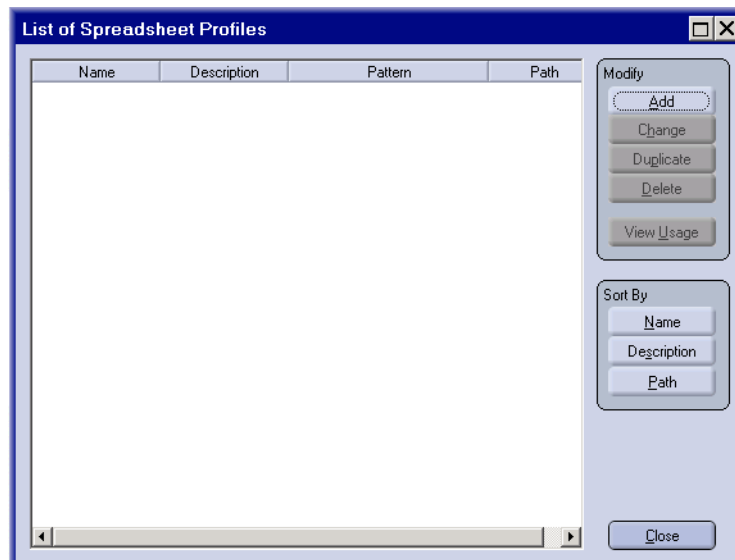 List of Spreadsheet Profiles
Name Description Pattern Path
Modify
Add
Change
Duplicate
Delete
View Usage
Sort By
Name
Description
Path
Close